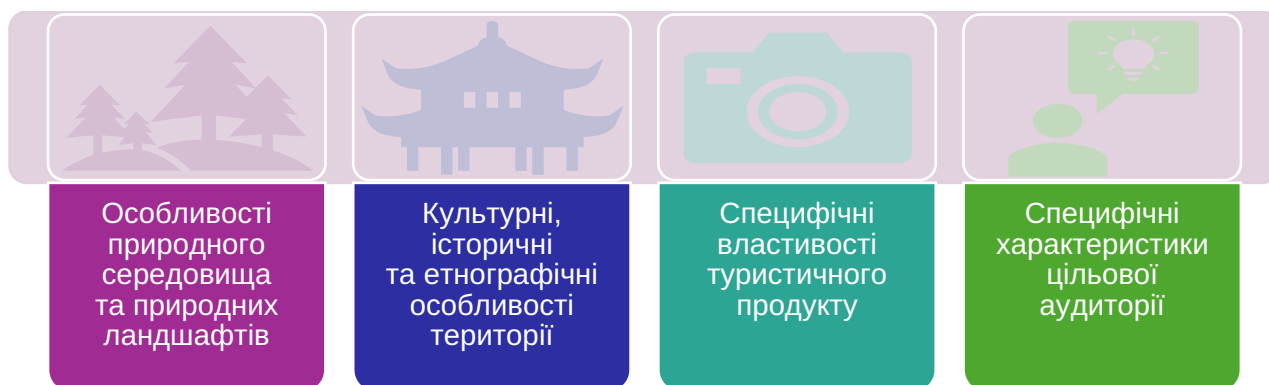 Особливості
природного
середовища
та природних
ландшафтів
Культурні,
історичні
та етнографічні
особливості
території
Специфічні
властивості
туристичного
продукту
Специфічні
характеристики
цільової
аудиторії